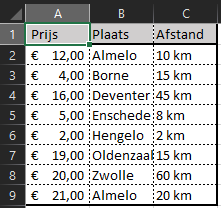 A B C
1 Prijs Plaats Afstand
2 € 12,00 Almelo 10 km
3 € 4,00 Borne 15 km
4 € 16,00 Deventer 45 km
5 € 5,00 Enschede 8 km
6 € 2,00 Hengelo 2 km
7 € 19,00 Oldenzaal 15 km
8 € 20,00 Zwolle 60 km
9 € 21,00 Almelo 20 km